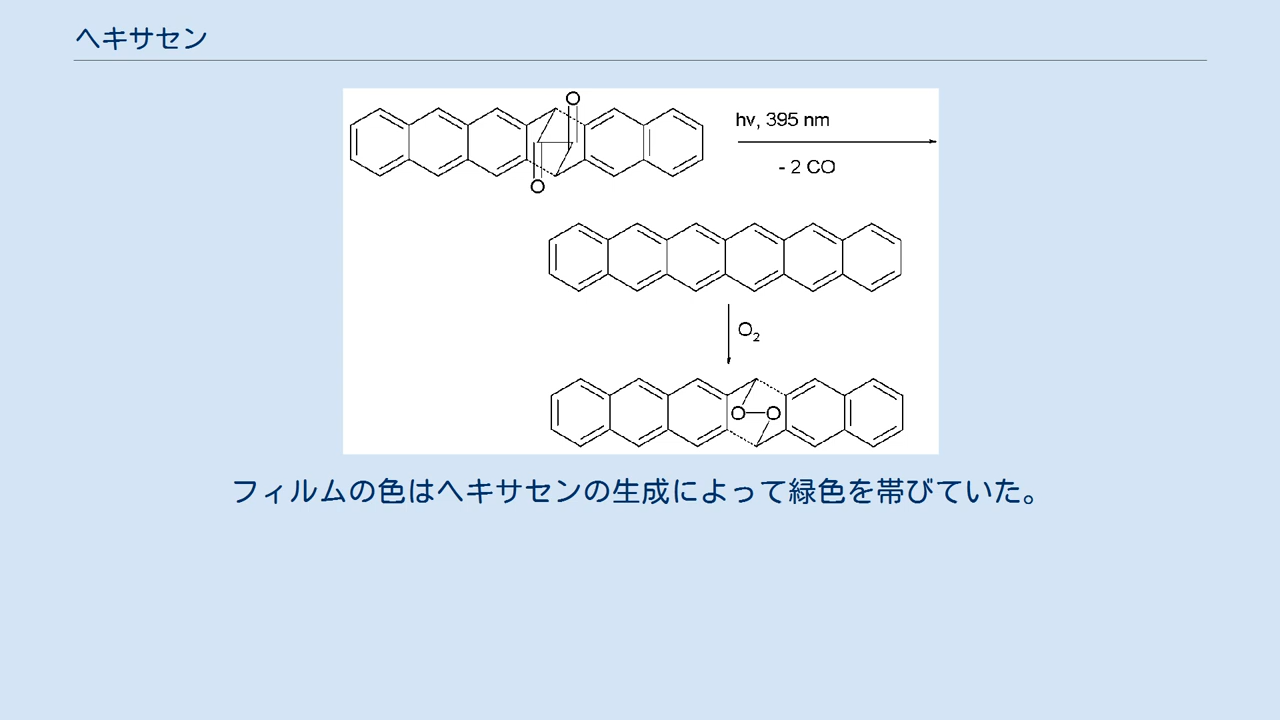 ヘキサセン
O
hν, 395 nm
- 2 CO
O
O₂
O O
フィルムの色はヘキサセンの生成によって緑色を帯びていた。